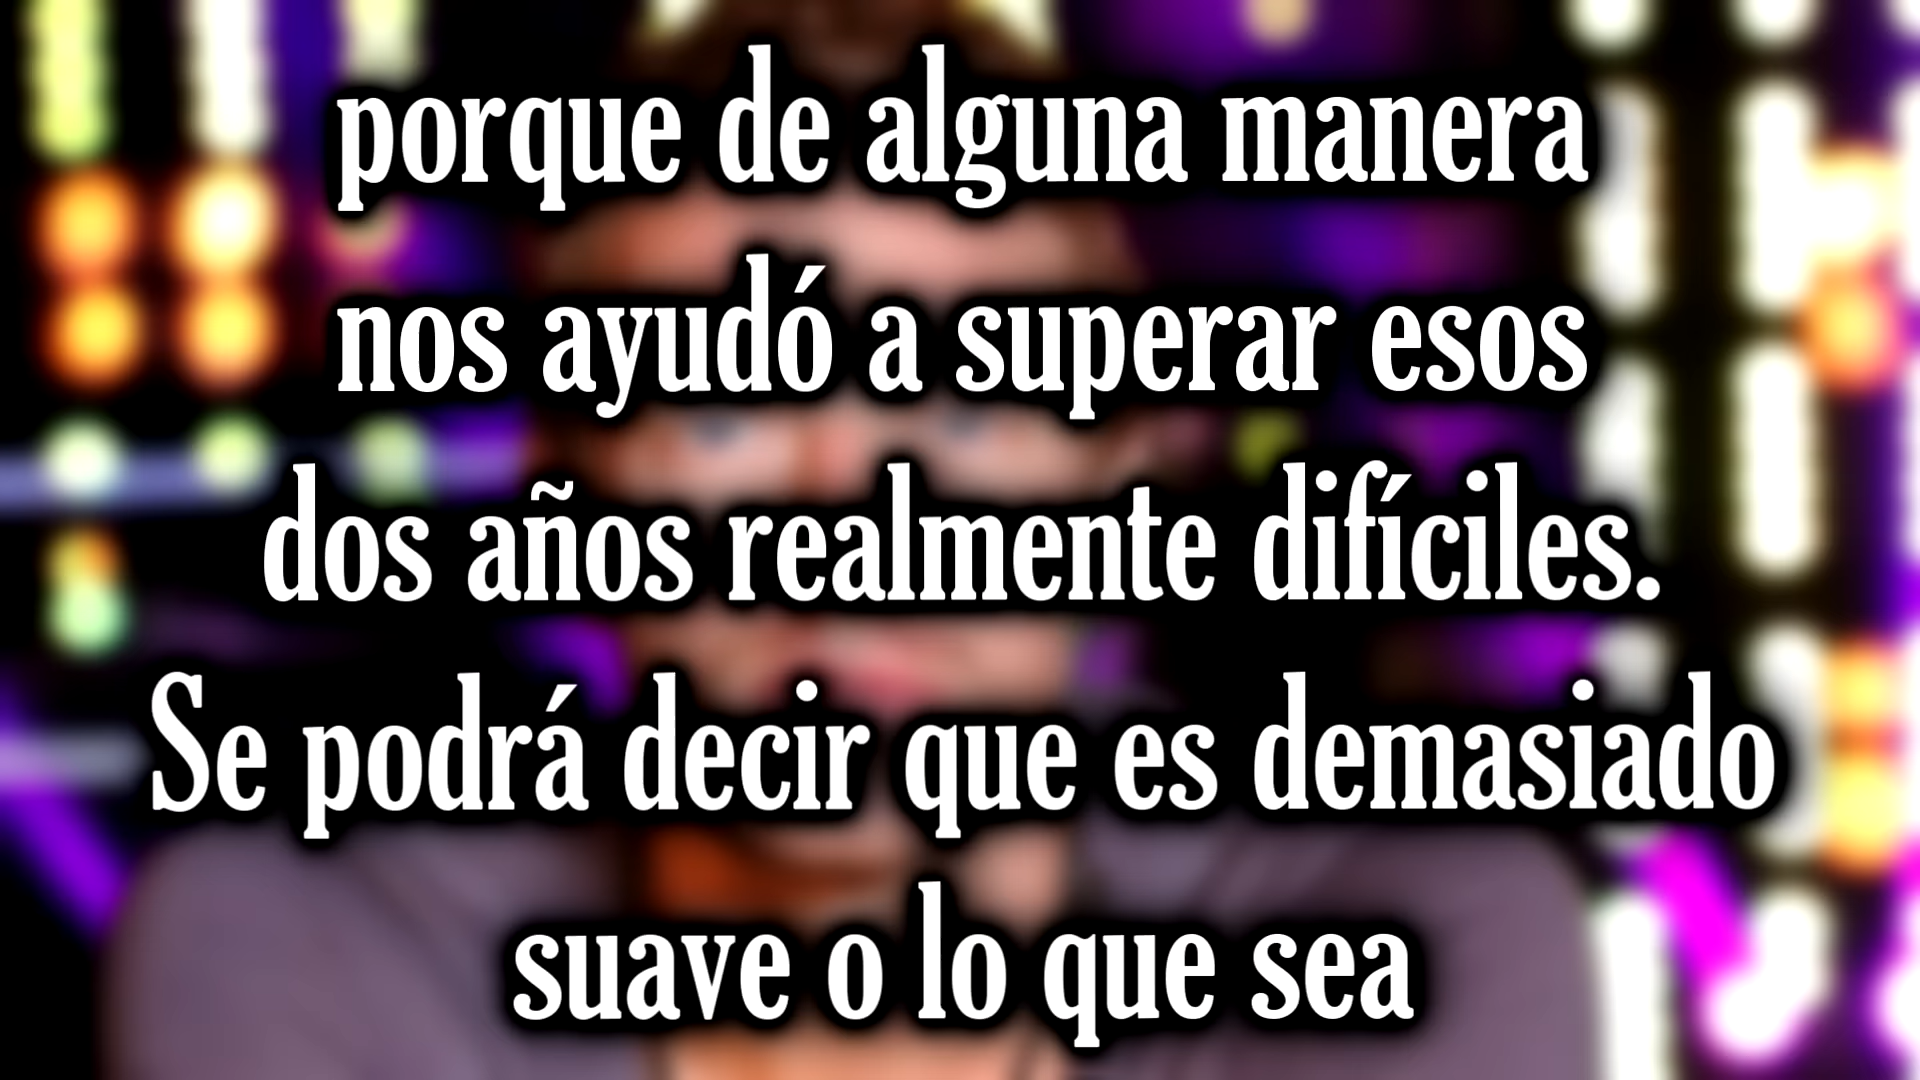 porque de alguna manera
nos ayudó a superar esos
dos años realmente difíciles.
Se podrá decir que es demasiado
suave o lo que sea